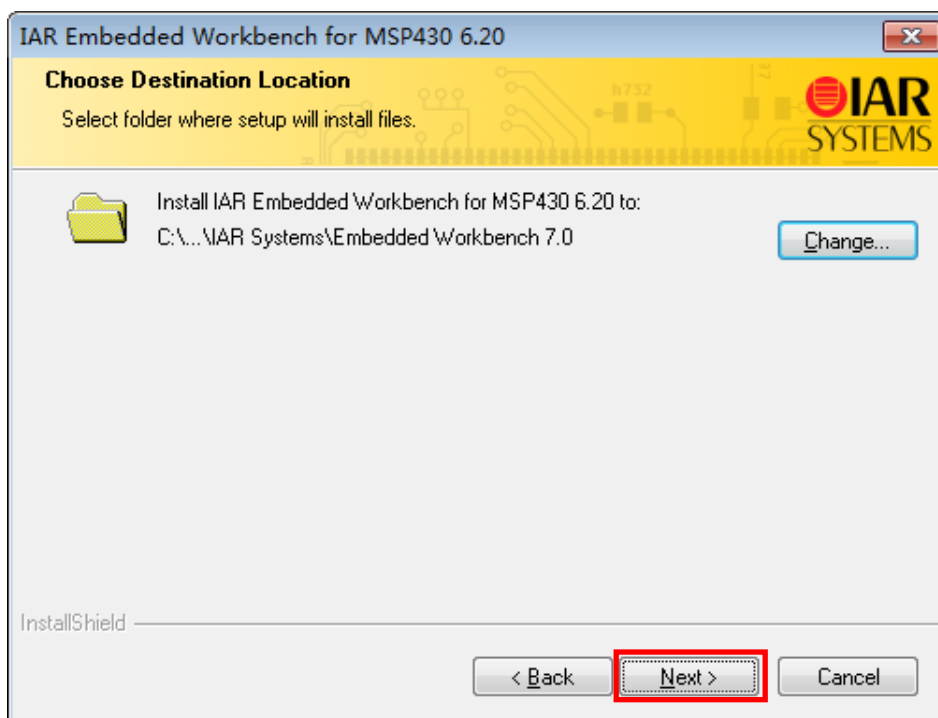 IAR Embedded Workbench for MSP430 6.20
Choose Destination Location
Select folder where setup will install files.
h732
IAR
SYSTEMS
Install IAR Embedded Workbench for MSP430 6.20 to:
C:\...\IAR Systems\Embedded Workbench 7.0
Change...
InstallShield
< Back
Next >
Cancel